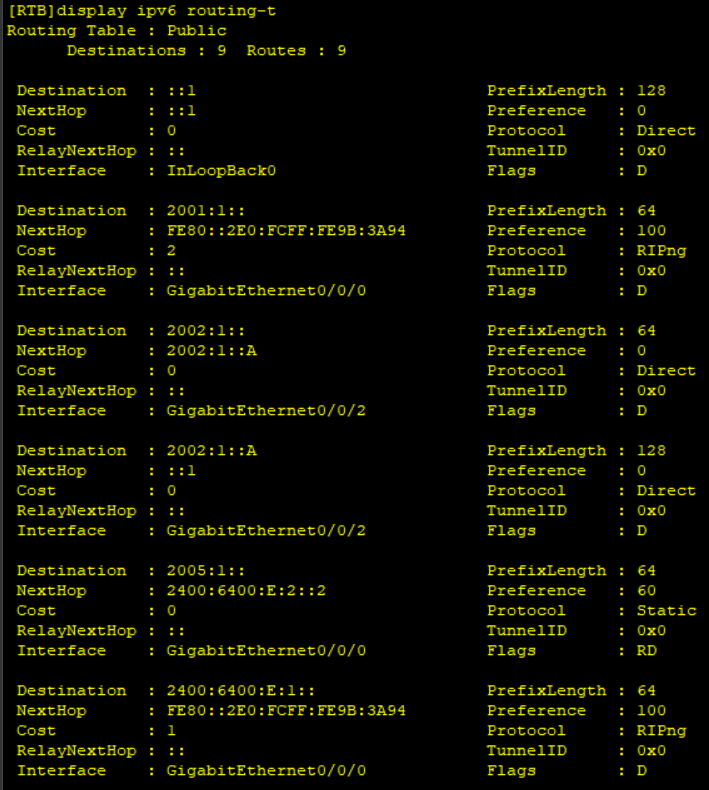 [RTB]display ipv6 routing-t
Routing Table : Public
Destinations : 9 Routes : 9
Destination : ::1 PrefixLength : 128
NextHop : ::1 Preference : 0
Cost : 0 Protocol : Direct
RelayNextHop : :: TunnelID : 0x0
Interface : InLoopBack0 Flags : D
Destination : 2001:1:: PrefixLength : 64
NextHop : FE80::2E0:FCFF:FE9B:3A94 Preference : 100
Cost : 2 Protocol : RIPng
RelayNextHop : :: TunnelID : 0x0
Interface : GigabitEthernet0/0/0 Flags : D
Destination : 2002:1:: PrefixLength : 64
NextHop : 2002:1::A Preference : 0
Cost : 0 Protocol : Direct
RelayNextHop : :: TunnelID : 0x0
Interface : GigabitEthernet0/0/2 Flags : D
Destination : 2002:1::A PrefixLength : 128
NextHop : ::1 Preference : 0
Cost : 0 Protocol : Direct
RelayNextHop : :: TunnelID : 0x0
Interface : GigabitEthernet0/0/2 Flags : D
Destination : 2005:1:: PrefixLength : 64
NextHop : 2400:6400:E:2::2 Preference : 60
Cost : 0 Protocol : Static
RelayNextHop : :: TunnelID : 0x0
Interface : GigabitEthernet0/0/0 Flags : RD
Destination : 2400:6400:E:1:: PrefixLength : 64
NextHop : FE80::2E0:FCFF:FE9B:3A94 Preference : 100
Cost : 1 Protocol : RIPng
RelayNextHop : :: TunnelID : 0x0
Interface : GigabitEthernet0/0/0 Flags : D